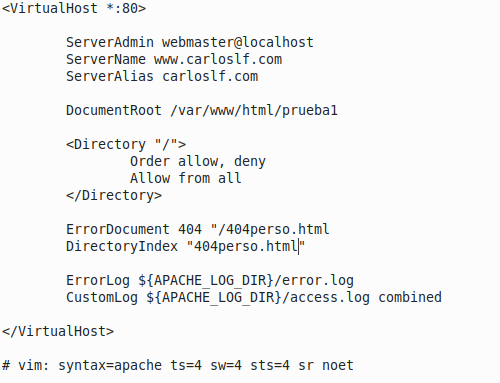 <VirtualHost *:80>
ServerAdmin webmaster@localhost
ServerName www.carloslf.com
ServerAlias carloslf.com
DocumentRoot /var/www/html/prueba1
<Directory "/">
Order allow, deny
Allow from all
</Directory>
ErrorDocument 404 "/404perso.html
DirectoryIndex "404perso.html"
ErrorLog ${APACHE_LOG_DIR}/error.log
CustomLog ${APACHE_LOG_DIR}/access.log combined
</VirtualHost>
# vim: syntax=apache ts=4 sw=4 sts=4 sr noet